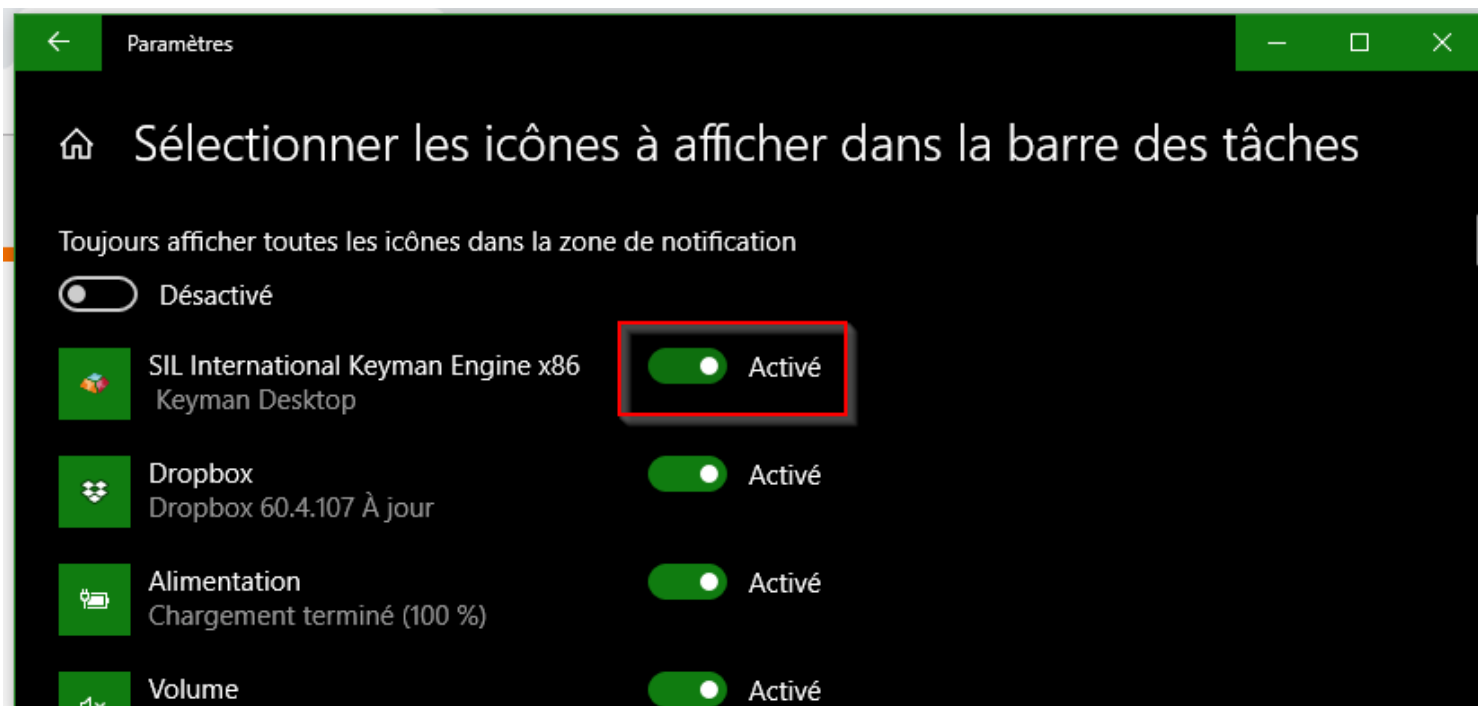 Paramètres
Sélectionner les icônes à afficher dans la barre des tâches
Toujours afficher toutes les icônes dans la zone de notification
Désactivé
SIL International Keyman Engine x86
Activé
Keyman Desktop
Dropbox
Activé
Dropbox 60.4.107 À jour
Alimentation
Activé
Chargement terminé (100 %)
Volume
Activé